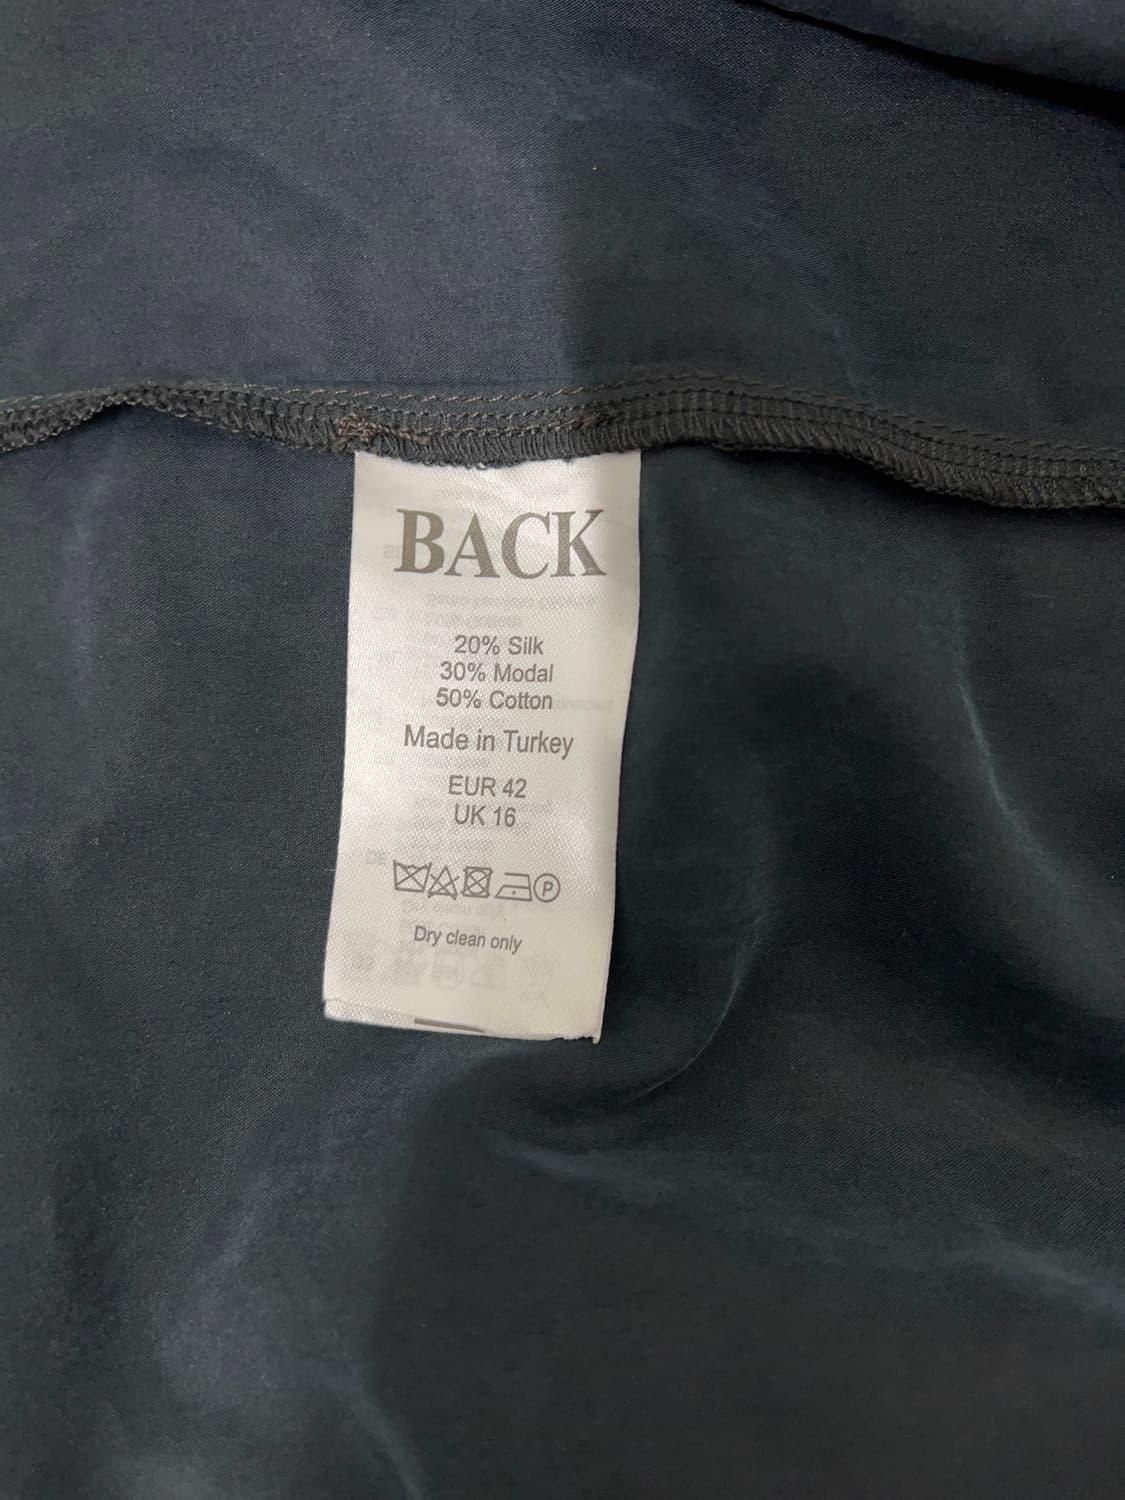 BACK
20% Silk
30% Modal
50% Cotton
Made in Turkey
EUR 42
UK 16
P
Dry clean only